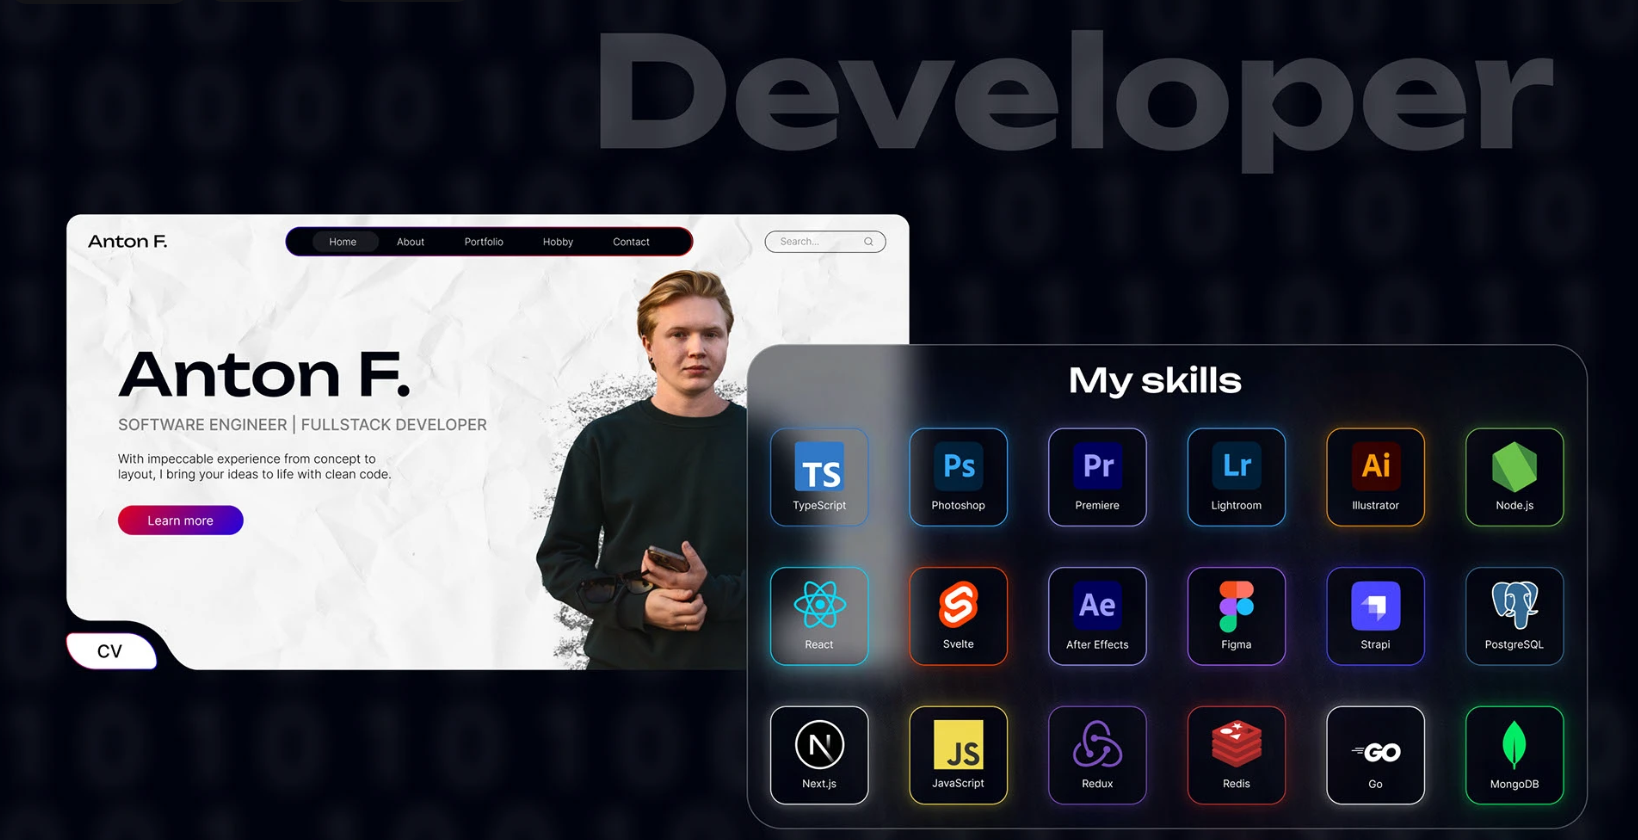 Developer
Anton F.
Home
About
Portfolio
Hobby
Contact
Search...
Anton F.
SOFTWARE ENGINEER | FULLSTACK DEVELOPER
With impeccable experience from concept to
layout, I bring your ideas to life with clean code.
Learn more
CV
My skills
TS
TypeScript
Ps
Photoshop
Pr
Premiere
Lr
Lightroom
Ai
Illustrator
Node.js
React
Svelte
Ae
After Effects
Figma
Strapi
PostgreSQL
N
Next.js
JS
JavaScript
Redux
Redis
GO
Go
MongoDB